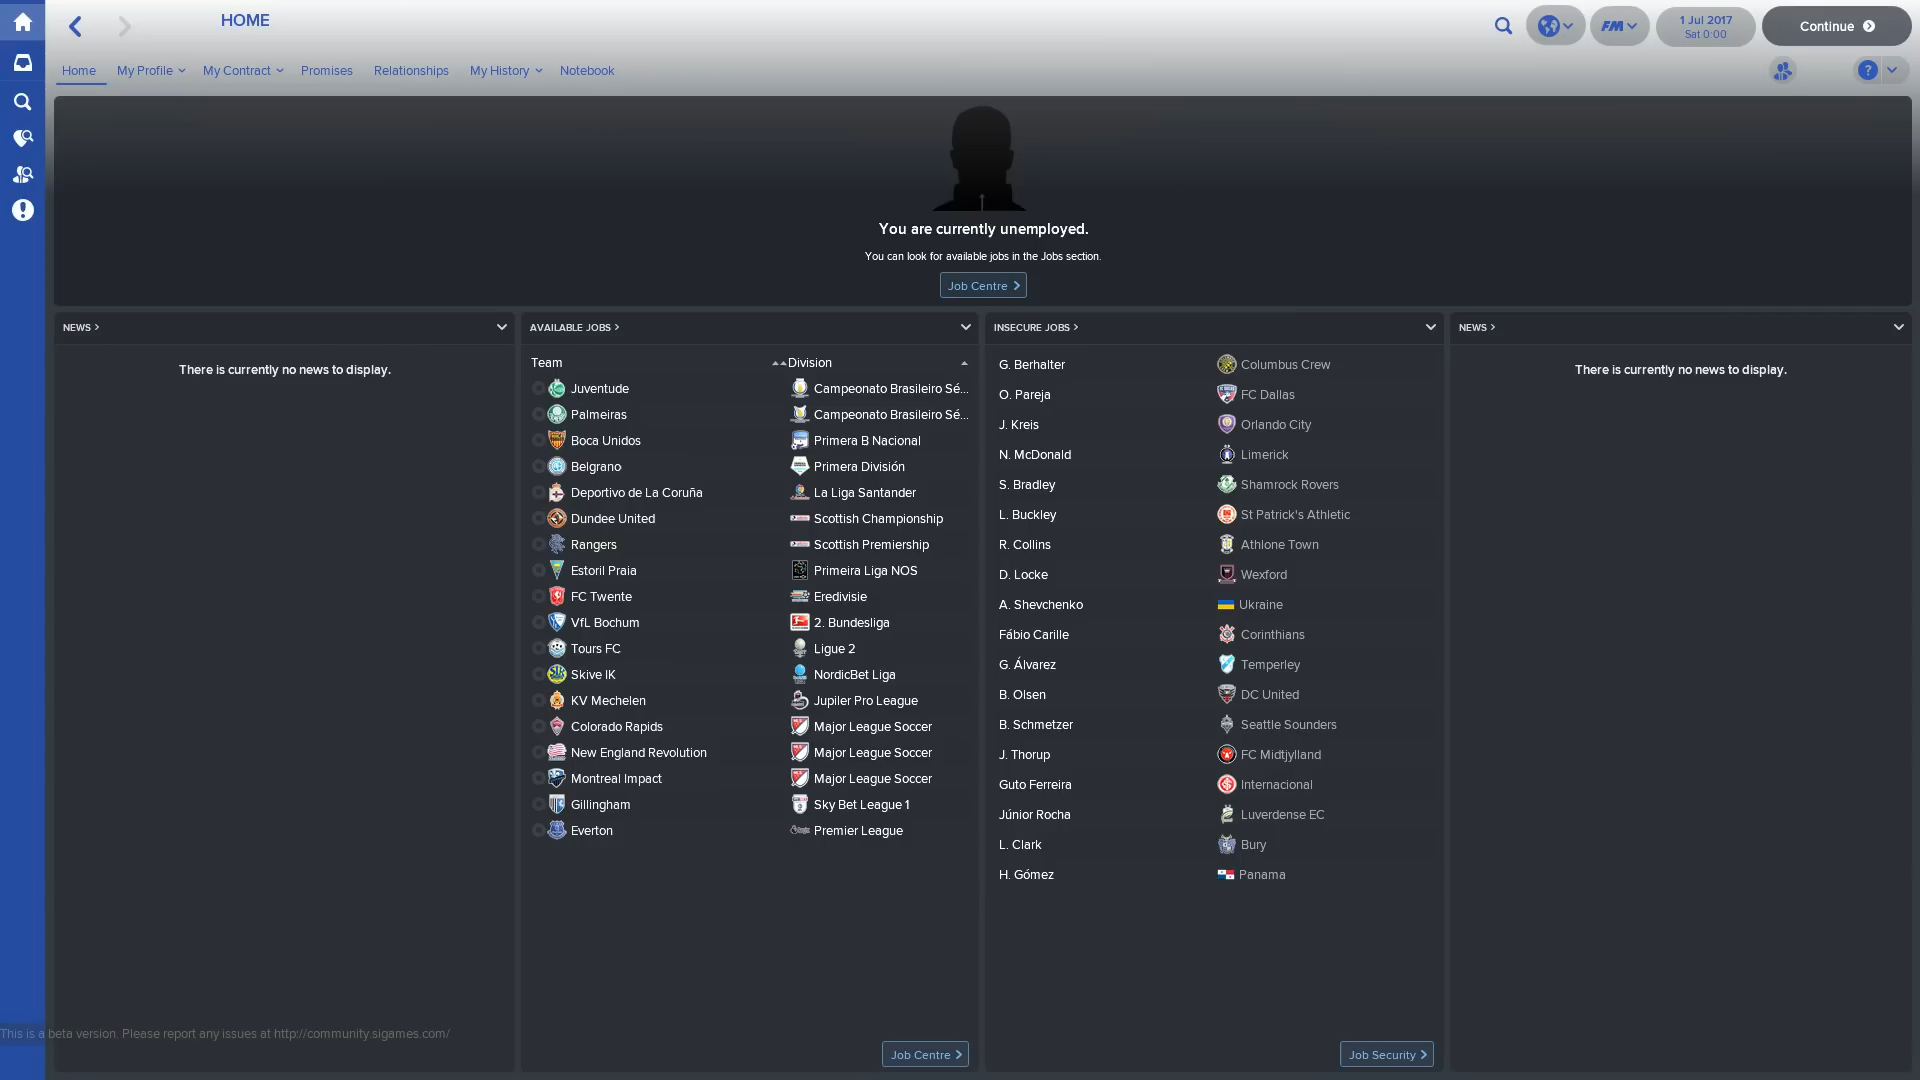 HOME
FM
1 Jul 2017
Sat 0:00
Continue
Home
My Profile
My Contract
Promises
Relationships
My History
Notebook
?
You are currently unemployed.
You can look for available jobs in the Jobs section.
Job Centre
NEWS
There is currently no news to display.
AVAILABLE JOBS
Team Division
Juventude Campeonato Brasileiro Sé...
Palmeiras Campeonato Brasileiro Sé...
Boca Unidos Primera B Nacional
Belgrano Primera División
Deportivo de La Coruña La Liga Santander
Dundee United Scottish Championship
Rangers Scottish Premiership
Estoril Praia Primeira Liga NOS
FC Twente Eredivisie
VfL Bochum 2. Bundesliga
Tours FC Ligue 2
Skive IK NordicBet Liga
KV Mechelen Jupiler Pro League
Colorado Rapids Major League Soccer
New England Revolution Major League Soccer
Montreal Impact Major League Soccer
Gillingham Sky Bet League 1
Everton Premier League
Job Centre
INSECURE JOBS
G. Berhalter Columbus Crew
O. Pareja FC Dallas
J. Kreis Orlando City
N. McDonald Limerick
S. Bradley Shamrock Rovers
L. Buckley St Patrick's Athletic
R. Collins Athlone Town
D. Locke Wexford
A. Shevchenko Ukraine
Fábio Carille Corinthians
G. Álvarez Temperley
B. Olsen DC United
B. Schmetzer Seattle Sounders
J. Thorup FC Midtjylland
Guto Ferreira Internacional
Júnior Rocha Luverdense EC
L. Clark Bury
H. Gómez Panama
Job Security
NEWS
There is currently no news to display.
This is a beta version. Please report any issues at http://community.sigames.com/